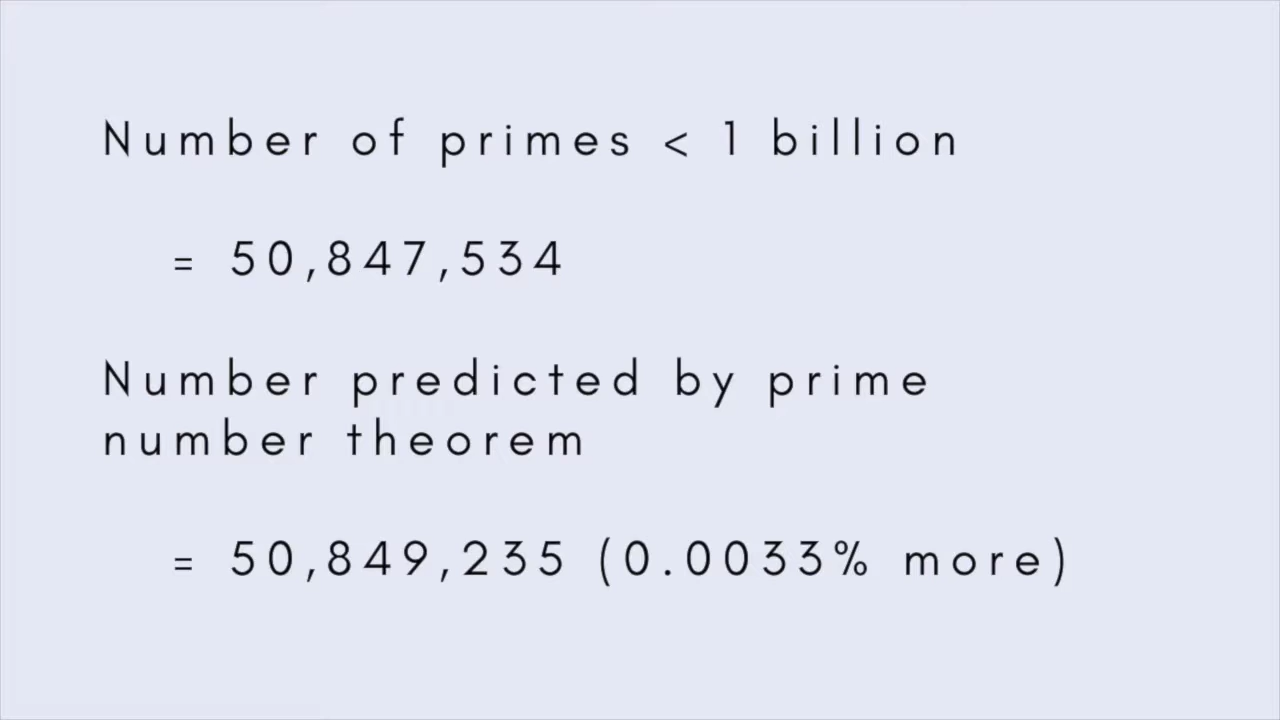 Number of primes < 1 billion
= 50,847,534
Number predicted by prime
number theorem
= 50,849,235 (0.0033% more)